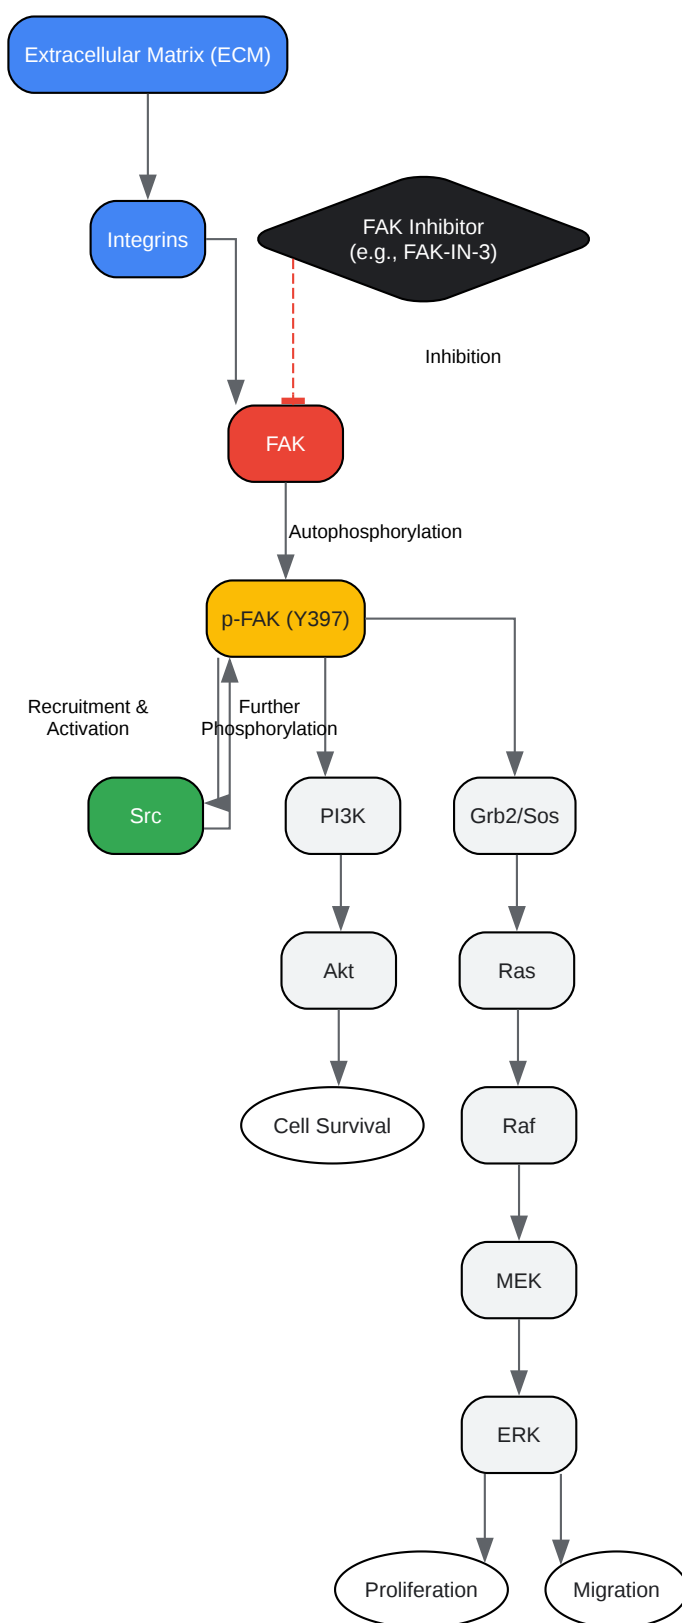 Extracellular Matrix (ECM)
Integrins
FAK Inhibitor
(e.g., FAK-IN-3)
Inhibition
FAK
Autophosphorylation
p-FAK (Y397)
Recruitment &
Activation
Further
Phosphorylation
Src
PI3K
Grb2/Sos
Akt
Ras
Cell Survival
Raf
MEK
ERK
Proliferation
Migration